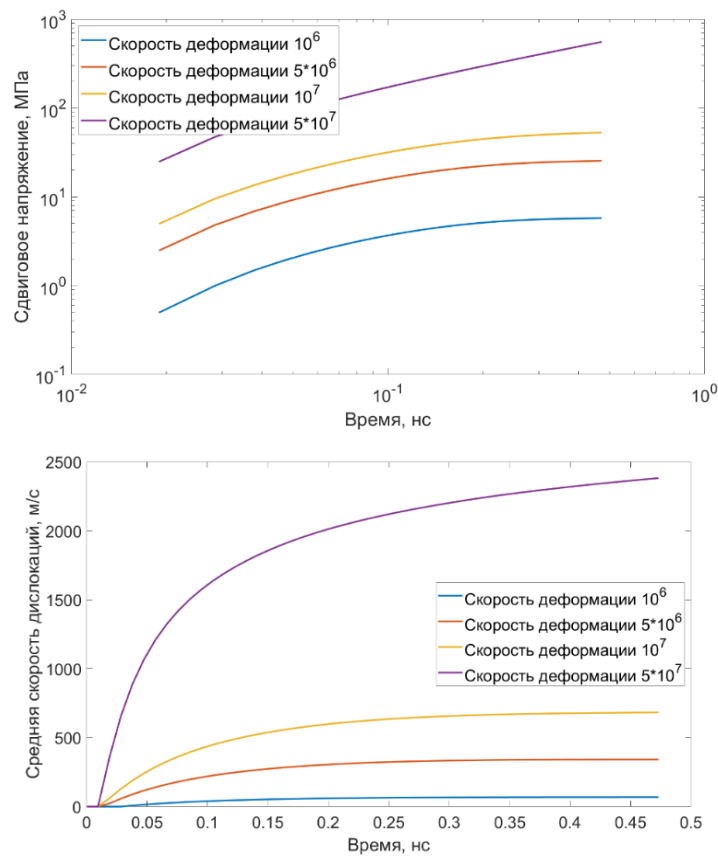 10^3
10^2
10^1
10^0
10^-1
Сдвиговое напряжение, МПа
Скорость деформации 10^6
Скорость деформации 5*10^6
Скорость деформации 10^7
Скорость деформации 5*10^7
10^-2
10^-1
10^0
Время, нс
2500
2000
1500
1000
500
0
Средняя скорость дислокаций, м/с
Скорость деформации 10^6
Скорость деформации 5*10^6
Скорость деформации 10^7
Скорость деформации 5*10^7
0
0.05
0.1
0.15
0.2
0.25
0.3
0.35
0.4
0.45
0.5
Время, нс